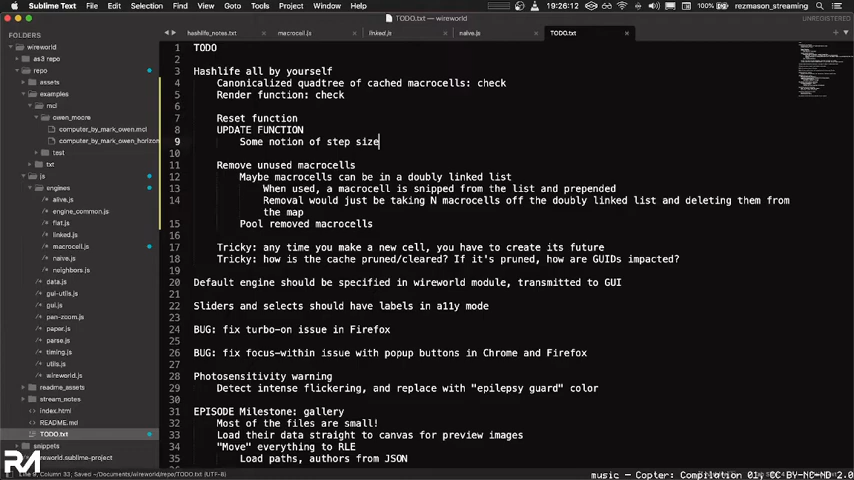 Sublime Text File Edit Selection Find View Goto Tools Project Window Help
100% 19:26:12 rezmason_streaming
TODO.txt
UNREGISTERED
hashlife_notes.txt macrocell.js linked.js naive.js TODO.txt
FOLDERS
wireworld
as3 repo
repo
assets
examples
mcl
owen_moore
computer_by_mark_owen.mcl
computer_by_mark_owen_horizon
test
txt
js
engines
alive.js
engine_common.js
flat.js
linked.js
macrocell.js
naive.js
neighbors.js
data.js
gui-utils.js
gui.js
pan-zoom.js
paper.js
parse.js
timing.js
utils.js
wireworld.js
readme_assets
stream_notes
index.html
README.md
TODO.txt
snippets
wireworld.sublime-project
1 TODO
2
3 Hashlife all by yourself
4 Canonicalized quadtree of cached macrocells: check
5 Render function: check
6
7 Reset function
8 UPDATE FUNCTION
9 Some notion of step size
10
11 Remove unused macrocells
12 Maybe macrocells can be in a doubly linked list
13 When used, a macrocell is snipped from the list and prepended
14 Removal would just be taking N macrocells off the doubly linked list and deleting them from
the map
15 Pool removed macrocells
16
17 Tricky: any time you make a new cell, you have to create its future
18 Tricky: how is the cache pruned/cleared? If it's pruned, how are GUIDs impacted?
19
20 Default engine should be specified in wireworld module, transmitted to GUI
21
22 Sliders and selects should have labels in a11y mode
23
24 BUG: fix turbo-on issue in Firefox
25
26 BUG: fix focus-within issue with popup buttons in Chrome and Firefox
27
28 Photosensitivity warning
29 Detect intense flickering, and replace with "epilepsy guard" color
30
31 EPISODE Milestone: gallery
32 Most of the files are small!
33 Load their data straight to canvas for preview images
34 "Move" everything to RLE
35 Load paths, authors from JSON
Line 9, Column 33; Saved ~/Documents/wireworld/repo/TODO.txt (UTF-8)
music — Copter: Compilation 01, CC BY-NC-ND 2.0